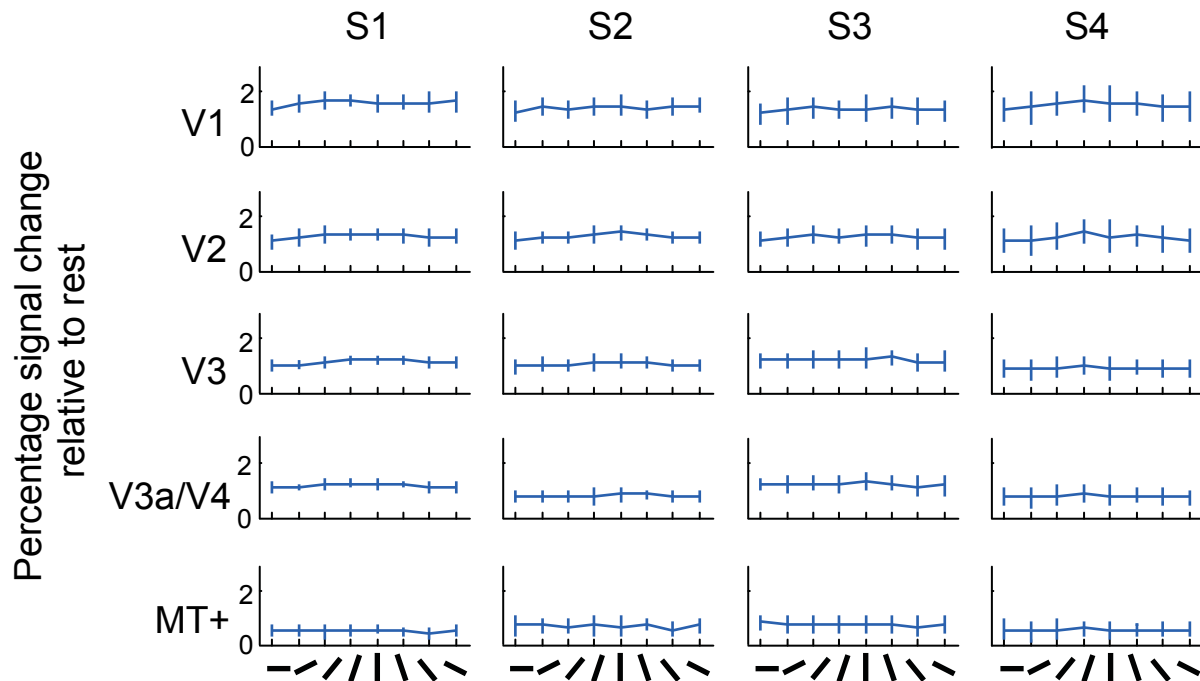 S1 S2 S3 S4
Percentage signal change
relative to rest
V1
2
0
V2
2
0
V3
2
0
V3a/V4
2
0
MT+
2
0